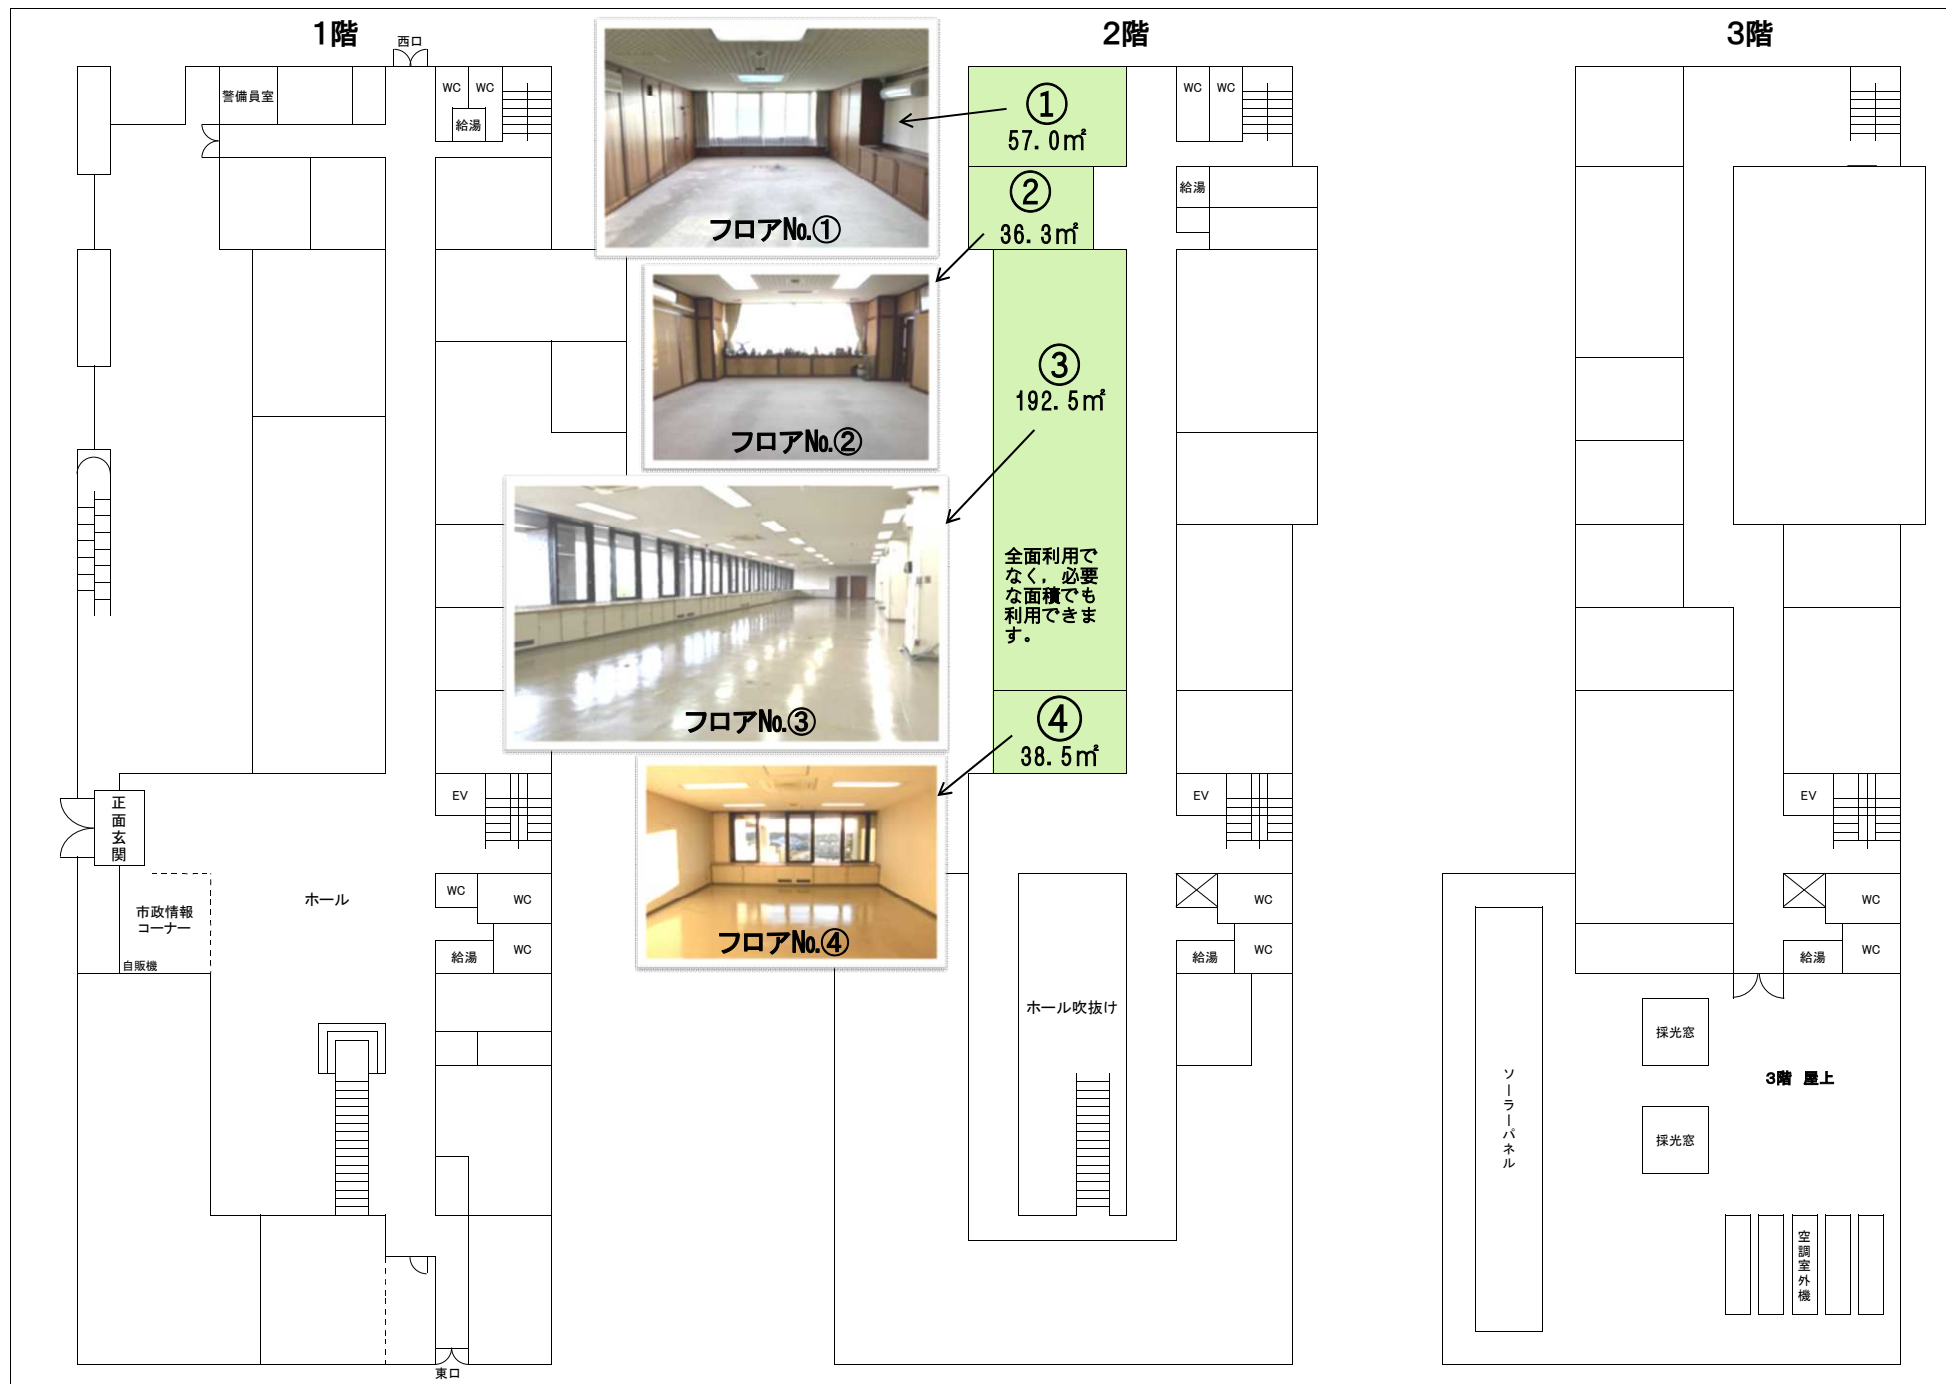 1階
西口
警備員室
WC
WC
給湯
正面玄関
市政情報
コーナー
自販機
ホール
EV
WC
WC
給湯
WC
東口
フロア№①
フロア№②
フロア№③
フロア№④
2階
①
57.0㎡
②
36.3㎡
③
192.5㎡
全面利用で
なく，必要
な面積でも
利用できま
す。
④
38.5㎡
WC
WC
給湯
EV
WC
給湯
WC
ホール吹抜け
3階
EV
WC
給湯
WC
採光窓
3階 屋上
採光窓
ソーラーパネル
空調室外機